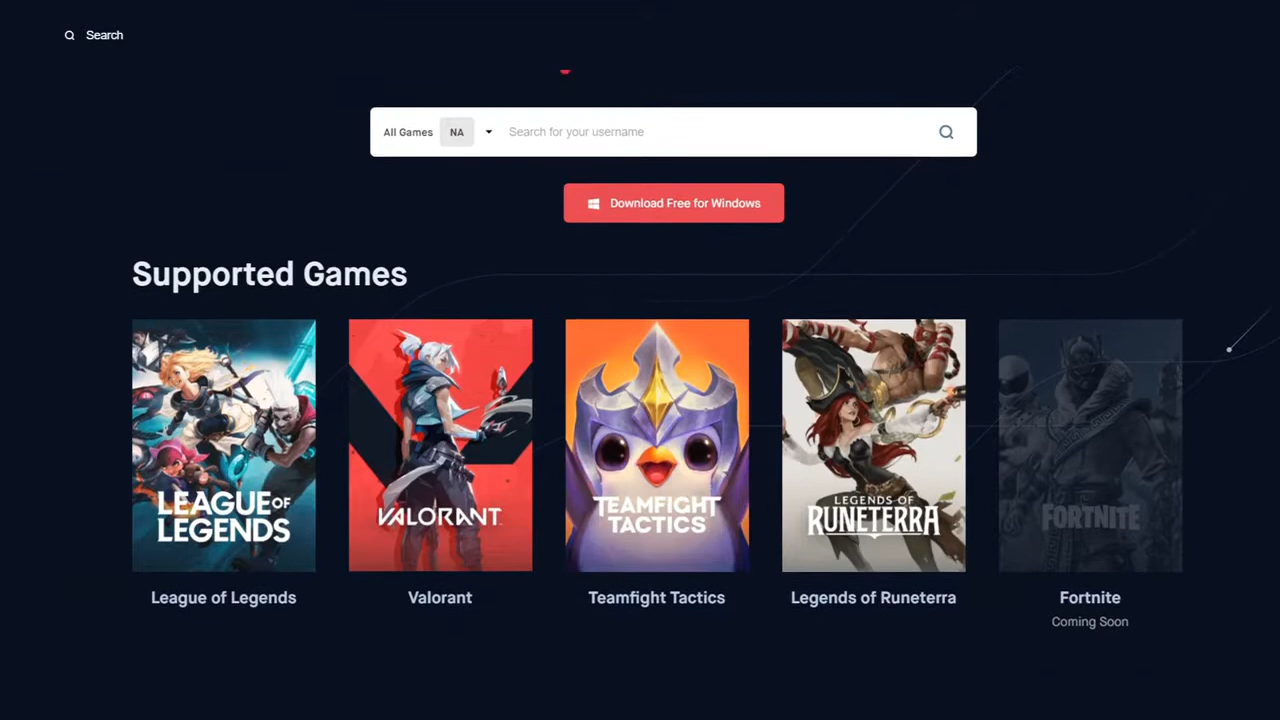 Search
All Games NA Search for your username
Download Free for Windows
Supported Games
LEAGUE OF
LEGENDS
VALORANT
TEAMFIGHT
TACTICS
LEGENDS OF
RUNETERRA
FORTNITE
League of Legends
Valorant
Teamfight Tactics
Legends of Runeterra
Fortnite
Coming Soon